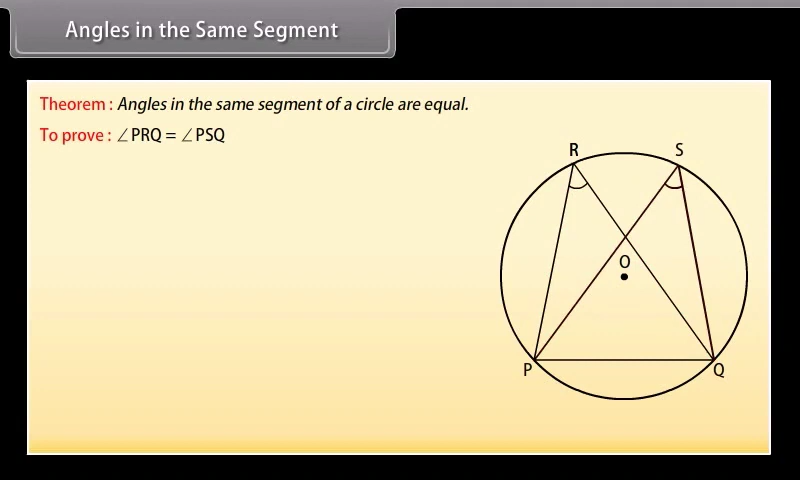 Angles in the Same Segment
Theorem : Angles in the same segment of a circle are equal.
To prove : ∠PRQ = ∠PSQ
R S
O
P Q